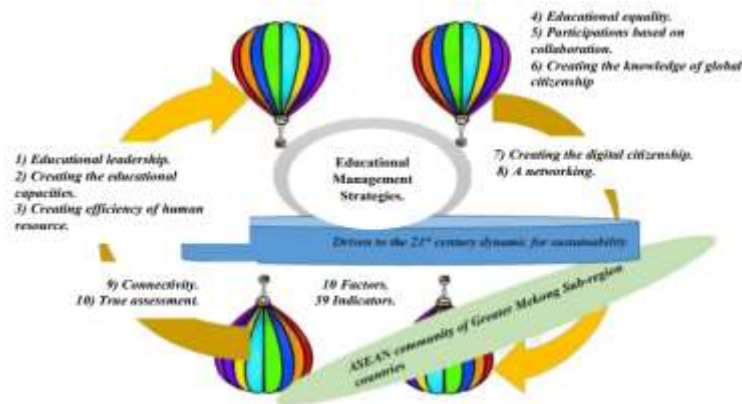 4) Educational equality.
5) Participations based on
collaboration.
6) Creating the knowledge of global
citizenship
1) Educational leadership.
2) Creating the educational
capacities.
3) Creating efficiency of human
resource.
Educational
Management
Strategies.
7) Creating the digital citizenship.
8) A networking.
Driven to the 21st century dynamic for sustainability
9) Connectivity.
10) True assessment.
10 Factors.
39 Indicators.
ASEAN community of Greater Mekong Sub-region
countries